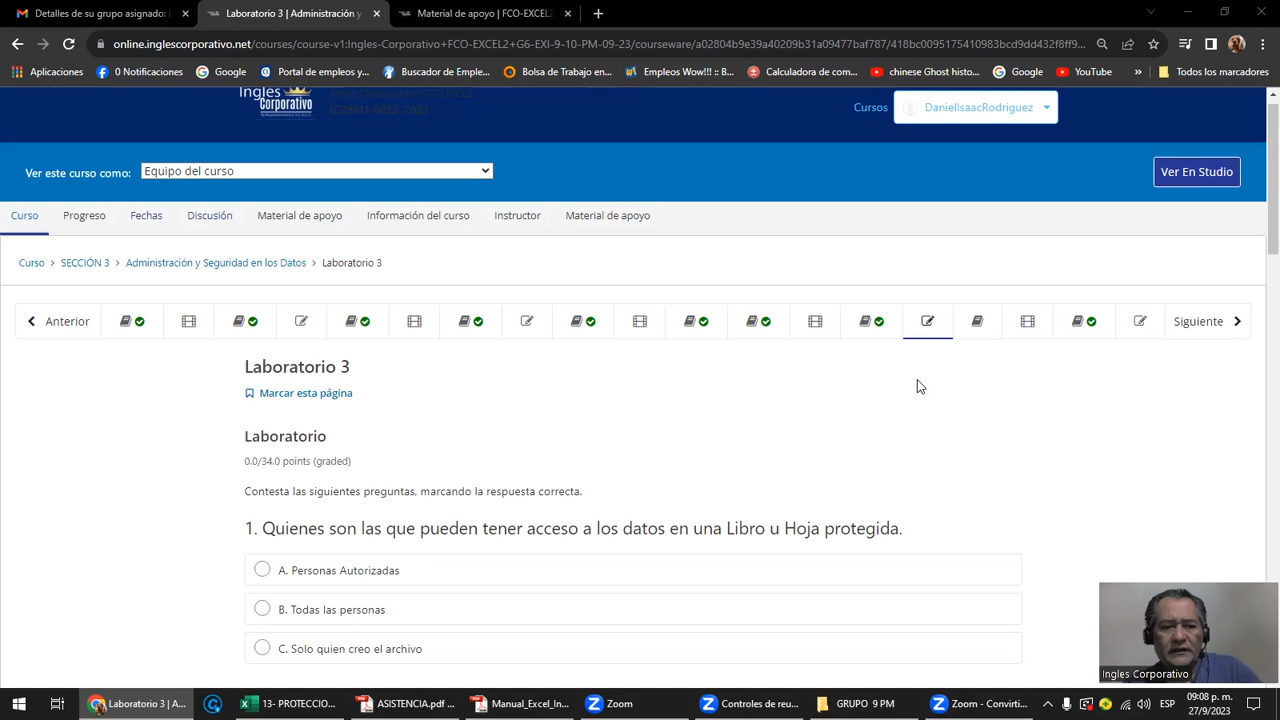 Detalles de su grupo asignado:
Laboratorio 3 | Administración y
Material de apoyo | FCO-EXCEL2
online.inglescorporativo.net/courses/course-v1:Ingles-Corporativo+FCO-EXCEL2+G6-EXI-9-10-PM-09-23/courseware/a02804b9e39a40209b31a09477baf787/418bc0095175410983bcd9dd432f8ff9...
Aplicaciones
0 Notificaciones
Google
Portal de empleos y...
Buscador de Empleo...
Bolsa de Trabajo en...
Empleos Wow!!! :: B...
Calculadora de com...
chinese Ghost histo...
Google
YouTube
»
Todos los marcadores
Ingles
Corporativo
Cursos
DanielIsaacRodriguez
Ver este curso como:
Equipo del curso
Ver En Studio
Curso
Progreso
Fechas
Discusión
Material de apoyo
Información del curso
Instructor
Material de apoyo
Curso > SECCIÓN 3 > Administración y Seguridad en los Datos > Laboratorio 3
Anterior
Siguiente
Laboratorio 3
Marcar esta página
Laboratorio
0.0/34.0 points (graded)
Contesta las siguientes preguntas, marcando la respuesta correcta.
1. Quienes son las que pueden tener acceso a los datos en una Libro u Hoja protegida.
A. Personas Autorizadas
B. Todas las personas
C. Solo quien creo el archivo
Ingles Corporativo
Laboratorio 3 | A...
13- PROTECCIO...
ASISTENCIA.pdf ...
Manual_Excel_In...
Zoom
Controles de reu...
GRUPO 9 PM
Zoom - Convirti...
ESP
09:08 p. m.
27/9/2023